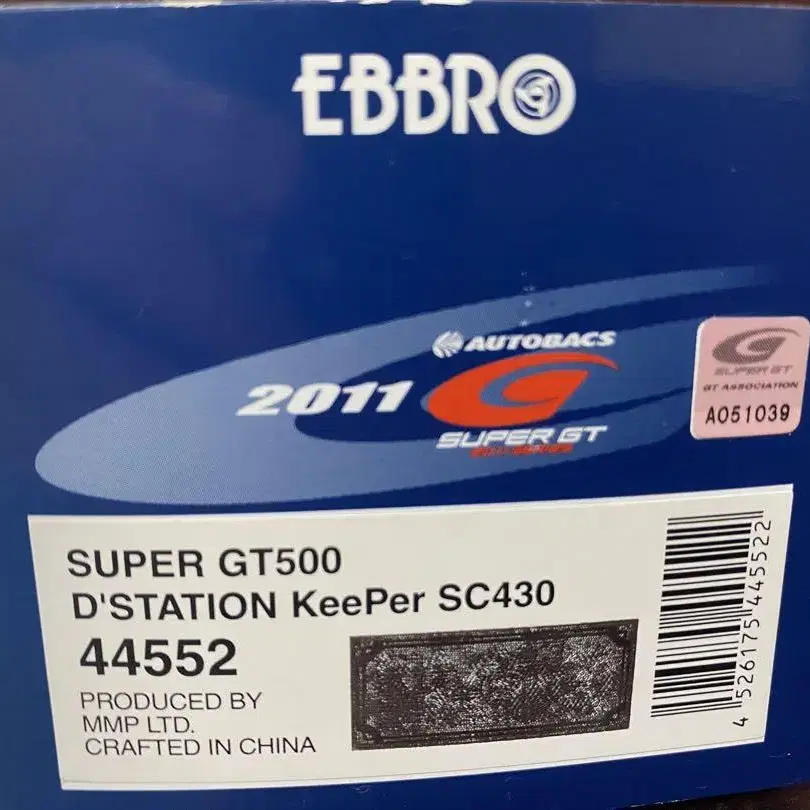 EBBRO
AUTOBACS
2011
SUPER GT
SUPER GT
GT ASSOCIATION
A051039
SUPER GT500
D'STATION KeePer SC430
44552
PRODUCED BY
MMP LTD.
CRAFTED IN CHINA
4 526175 445522